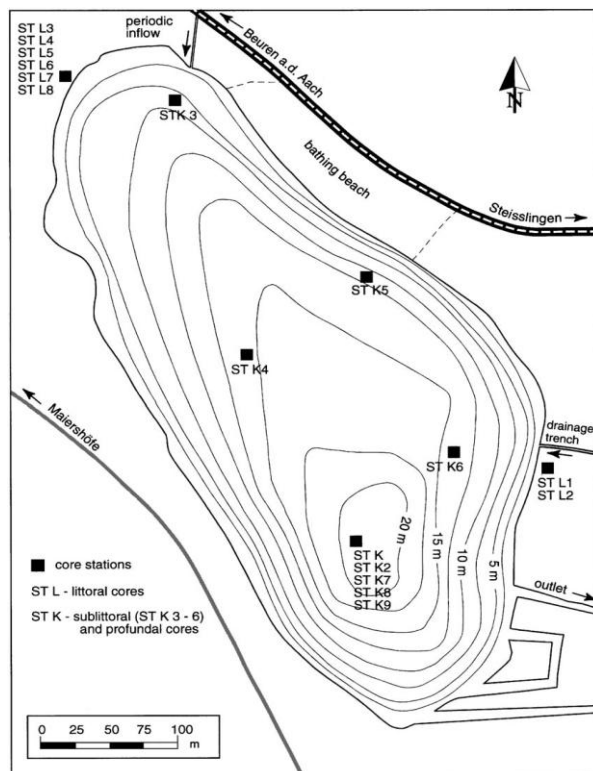 ST L3
ST L4
ST L5
ST L6
ST L7
ST L8
periodic
inflow
Beuren a.d. Aach
N
STK 3
bathing beach
Steisslingen
ST K5
ST K4
Maiershöfe
drainage
trench
ST K6
ST L1
ST L2
20 m
15 m
10 m
5 m
ST K
ST K2
ST K7
ST K8
ST K9
outlet
core stations
ST L - littoral cores
ST K - sublittoral (ST K 3 - 6)
and profundal cores
0 25 50 75 100
m